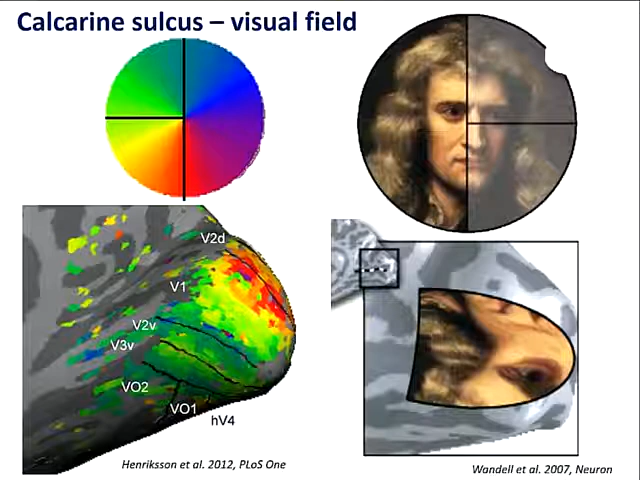 Calcarine sulcus – visual field
V2d
V1
V2v
V3v
VO2
VO1
hV4
Henriksson et al. 2012, PLoS One
Wandell et al. 2007, Neuron